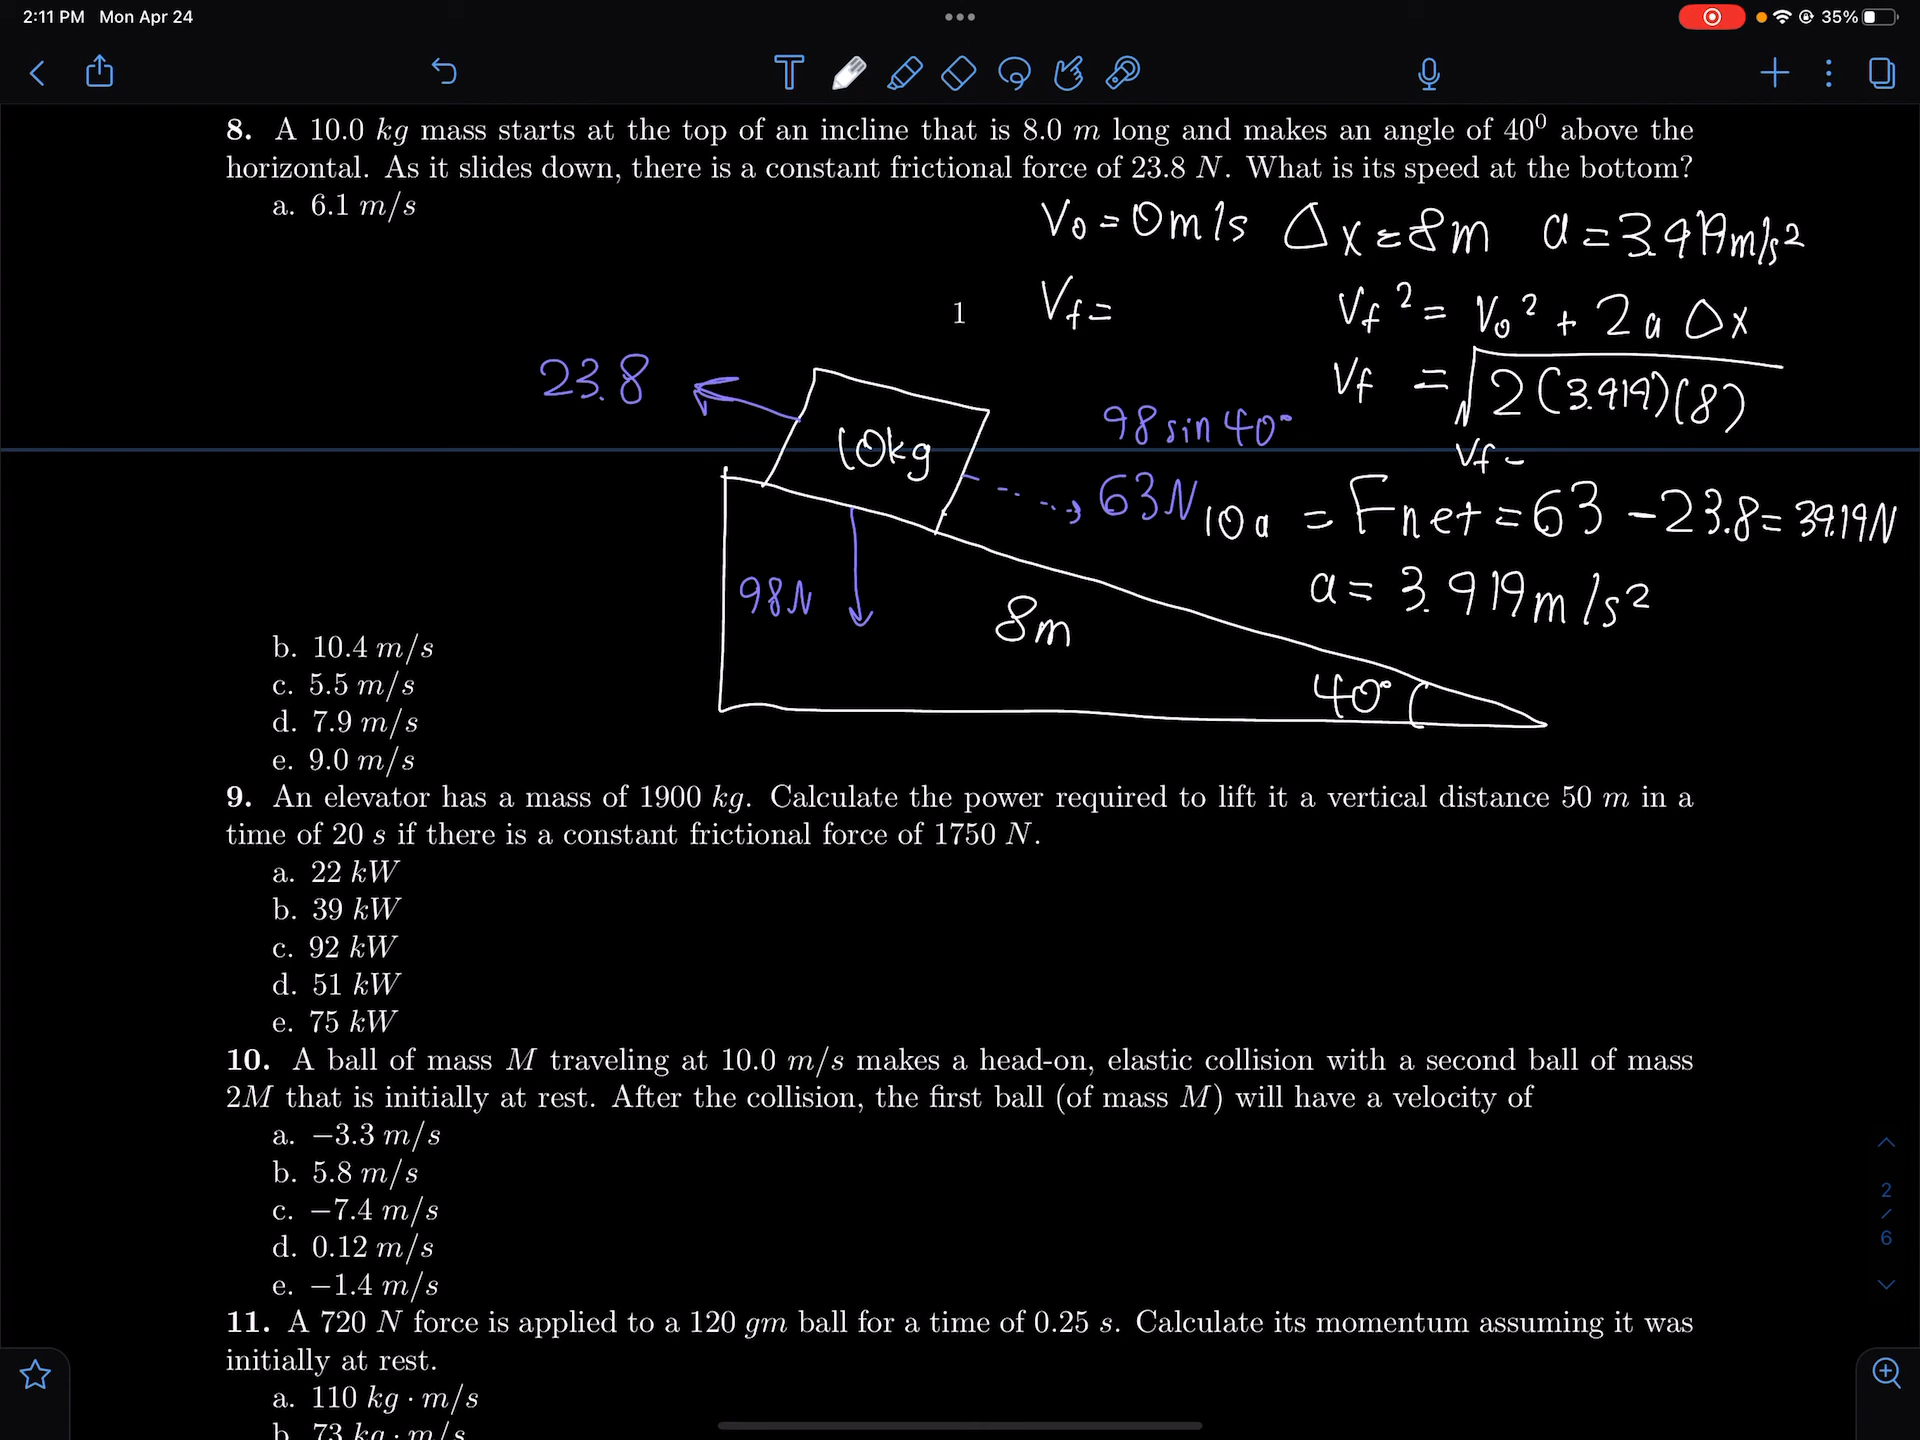 2:11 PM Mon Apr 24
35%
8. A 10.0 kg mass starts at the top of an incline that is 8.0 m long and makes an angle of 40⁰ above the
horizontal. As it slides down, there is a constant frictional force of 23.8 N. What is its speed at the bottom?
a. 6.1 m/s
V₀ = 0m/s Δx = 8m a = 3.919m/s²
1
Vf =
Vf² = V₀² + 2a Δx
23.8
Vf = √2(3.919)(8)
98 sin 40°
10kg
Vf -
63N
10a = Fnet = 63 - 23.8 = 39.19N
98N
a = 3.919m/s²
8m
b. 10.4 m/s
c. 5.5 m/s
40°
d. 7.9 m/s
e. 9.0 m/s
9. An elevator has a mass of 1900 kg. Calculate the power required to lift it a vertical distance 50 m in a
time of 20 s if there is a constant frictional force of 1750 N.
a. 22 kW
b. 39 kW
c. 92 kW
d. 51 kW
e. 75 kW
10. A ball of mass M traveling at 10.0 m/s makes a head-on, elastic collision with a second ball of mass
2M that is initially at rest. After the collision, the first ball (of mass M) will have a velocity of
a. −3.3 m/s
b. 5.8 m/s
c. −7.4 m/s
d. 0.12 m/s
e. −1.4 m/s
2
/
6
11. A 720 N force is applied to a 120 gm ball for a time of 0.25 s. Calculate its momentum assuming it was
initially at rest.
a. 110 kg · m/s
b. 73 kg · m/s